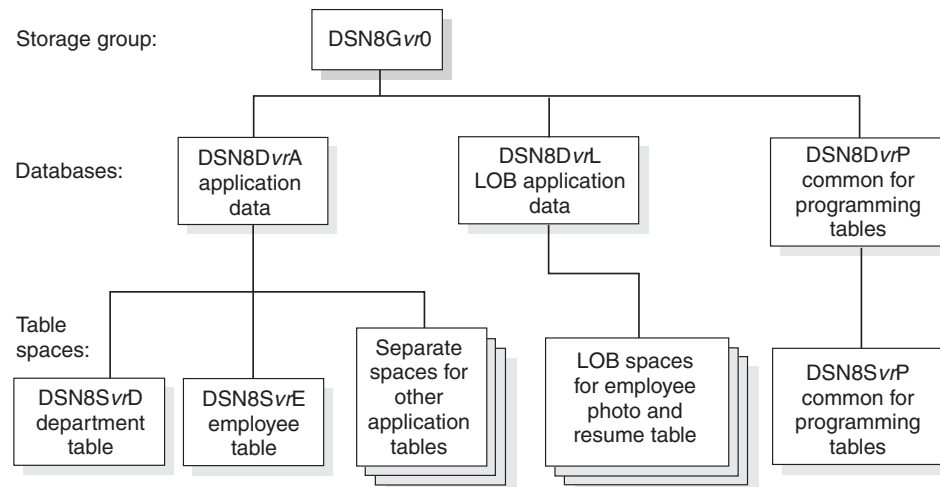 Storage group:
DSN8Gvr0
Databases:
DSN8DvrA
application
data
DSN8DvrL
LOB application
data
DSN8DvrP
common for
programming
tables
Table
spaces:
DSN8SvrD
department
table
DSN8SvrE
employee
table
Separate
spaces for
other
application
tables
LOB spaces
for employee
photo and
resume table
DSN8SvrP
common for
programming
tables